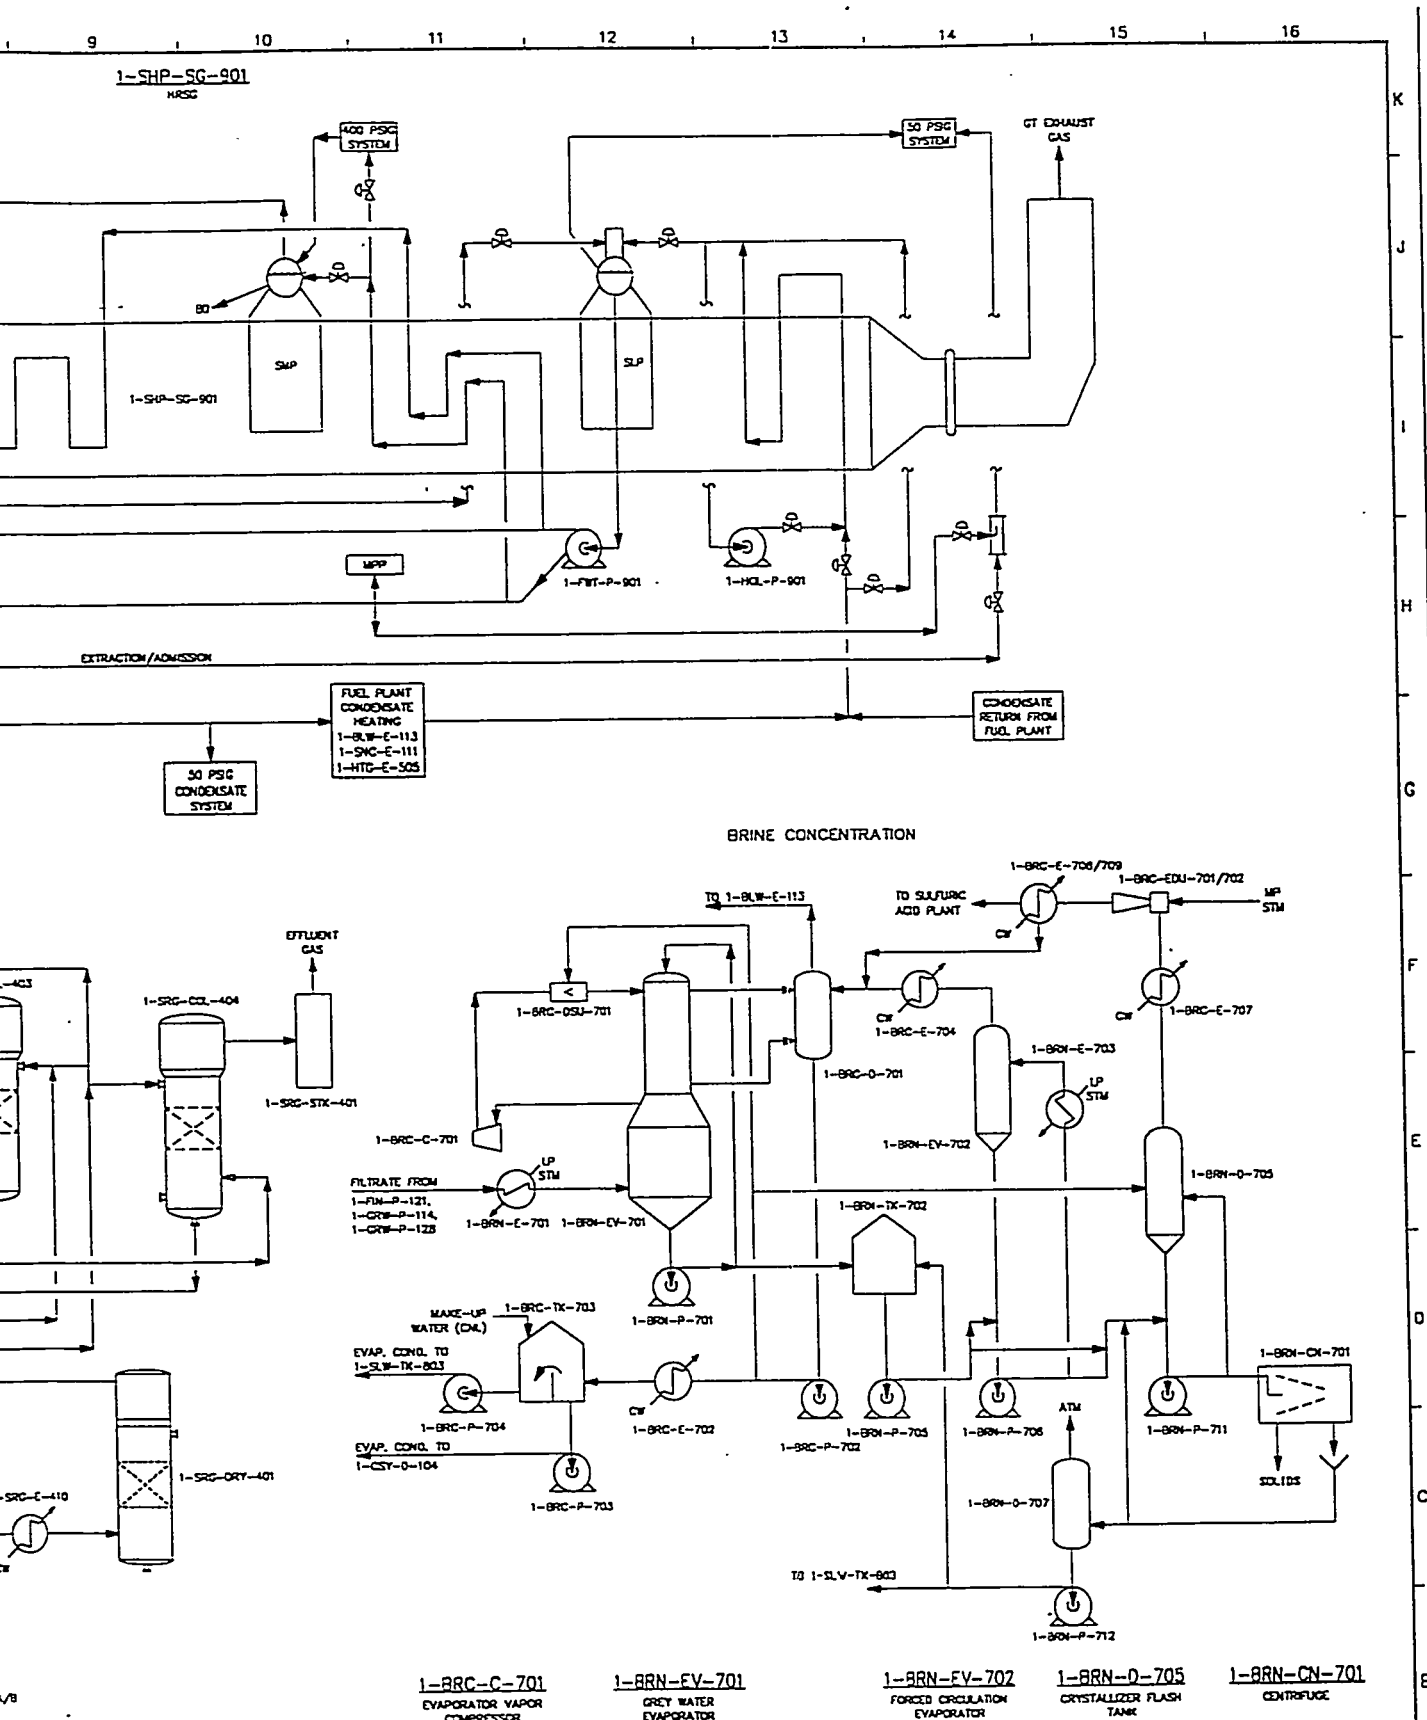 9 10 11 12 13 14 15 16
1-SHP-SG-901
HRSG
K
400 PSIG
SYSTEM
50 PSIG
SYSTEM
GT EXHAUST
GAS
J
BD
SMP
SLP
1-SHP-SG-901
I
MPP
1-FWT-P-901
1-HCL-P-901
H
EXTRACTION/ADMISSION
FUEL PLANT
CONDENSATE
HEATING
1-BLW-E-113
1-SNG-E-111
1-HTG-E-505
CONDENSATE
RETURN FROM
FUEL PLANT
50 PSIG
CONDENSATE
SYSTEM
G
BRINE CONCENTRATION
1-BRC-E-708/709
1-BRC-EDU-701/702
TO 1-BLW-E-113
TO SULFURIC
ACID PLANT
MP
STM
CW
EFFLUENT
GAS
F
L-403
1-SRG-COL-404
1-BRC-DSU-701
CW
1-BRC-E-704
CW
1-BRC-E-707
1-BRN-E-703
1-BRC-D-701
LP
STM
1-SRG-STK-401
1-BRC-C-701
1-BRN-EV-702
E
LP
STM
FILTRATE FROM
1-FIN-P-121,
1-GRW-P-114,
1-GRW-P-128
1-BRN-E-701
1-BRN-EV-701
1-BRN-TK-702
1-BRN-D-705
MAKE-UP
WATER (CNL)
1-BRC-TK-703
1-BRN-P-701
D
EVAP. COND. TO
1-SLW-TK-803
1-BRN-CN-701
CW
1-BRC-P-704
1-BRC-E-702
1-BRC-P-702
1-BRN-P-705
1-BRN-P-706
ATM
1-BRN-P-711
EVAP. COND. TO
1-CSY-D-104
1-SRG-DRY-401
SOLIDS
1-BRC-P-703
1-BRN-D-707
C
-SRG-E-410
CW
TO 1-SLW-TK-803
1-BRN-P-712
1-BRC-C-701
EVAPORATOR VAPOR
COMPRESSOR
1-BRN-EV-701
GREY WATER
EVAPORATOR
1-BRN-EV-702
FORCED CIRCULATION
EVAPORATOR
1-BRN-D-705
CRYSTALLIZER FLASH
TANK
1-BRN-CN-701
CENTRIFUGE
B
A/B